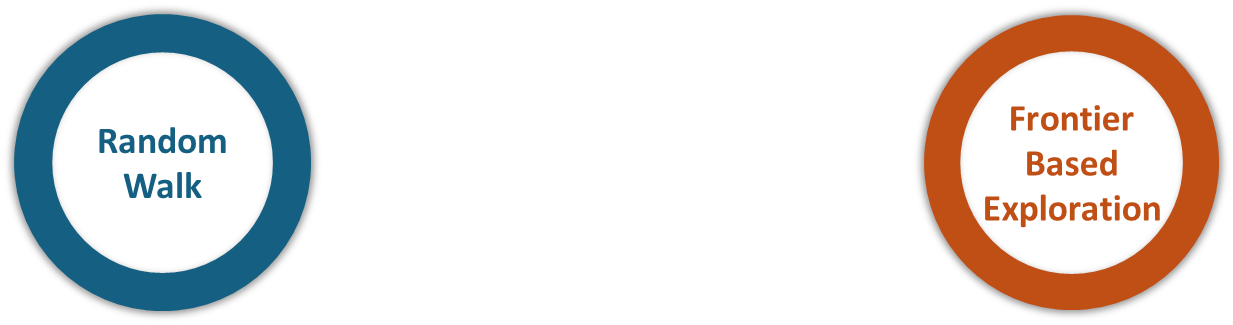 Random
Walk
Frontier
Based
Exploration